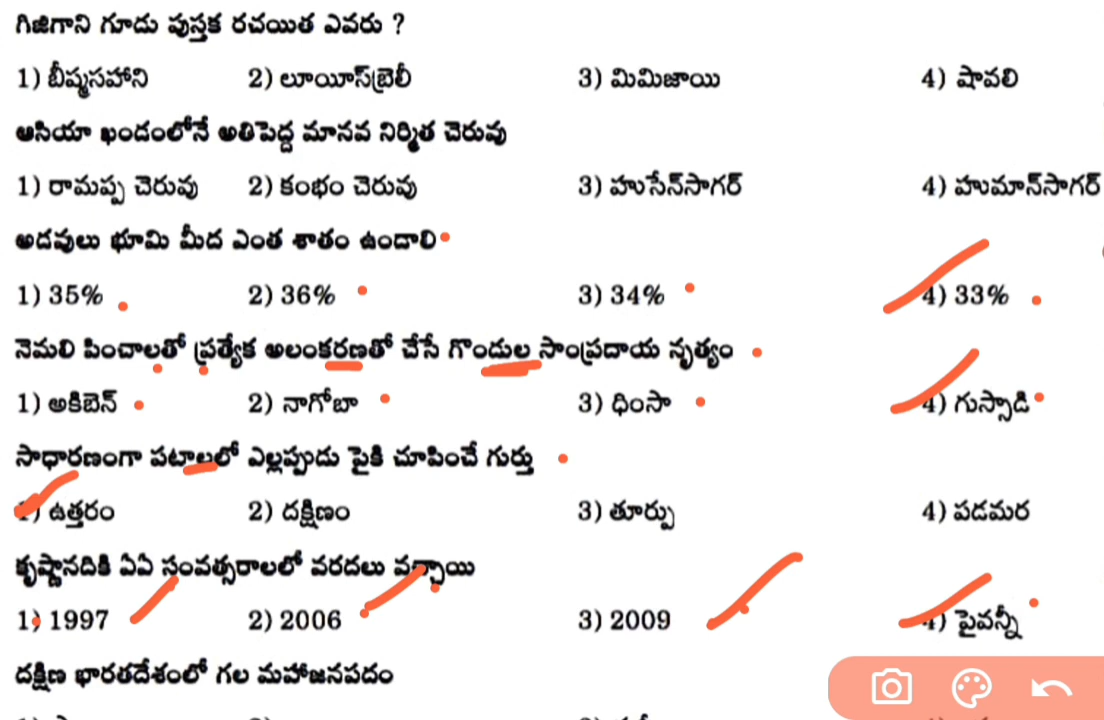 గిజిగాని గూడు పుస్తక రచయిత ఎవరు ?
1) బీష్మసహాని 2) లూయీస్‌బ్రెలీ 3) మిమిజాయి 4) షావలి
ఆసియా ఖండంలోనే అతిపెద్ద మానవ నిర్మిత చెరువు
1) రామప్ప చెరువు 2) కంభం చెరువు 3) హుసేన్‌సాగర్ 4) హుమాన్‌సాగర్
అడవులు భూమి మీద ఎంత శాతం ఉండాలి
1) 35% 2) 36% 3) 34% 4) 33%
నెమలి పించాలతో ప్రత్యేక అలంకరణతో చేసే గొండుల సాంప్రదాయ నృత్యం
1) అకిబెన్ 2) నాగోబా 3) ధింసా 4) గుస్సాడి
సాధారణంగా పటాలలో ఎల్లప్పుడు పైకి చూపించే గుర్తు
1) ఉత్తరం 2) దక్షిణం 3) తూర్పు 4) పడమర
కృష్ణానదికి ఏఏ సంవత్సరాలలో వరదలు వచ్చాయి
1) 1997 2) 2006 3) 2009 4) పైవన్నీ
దక్షిణ భారతదేశంలో గల మహాజనపదం